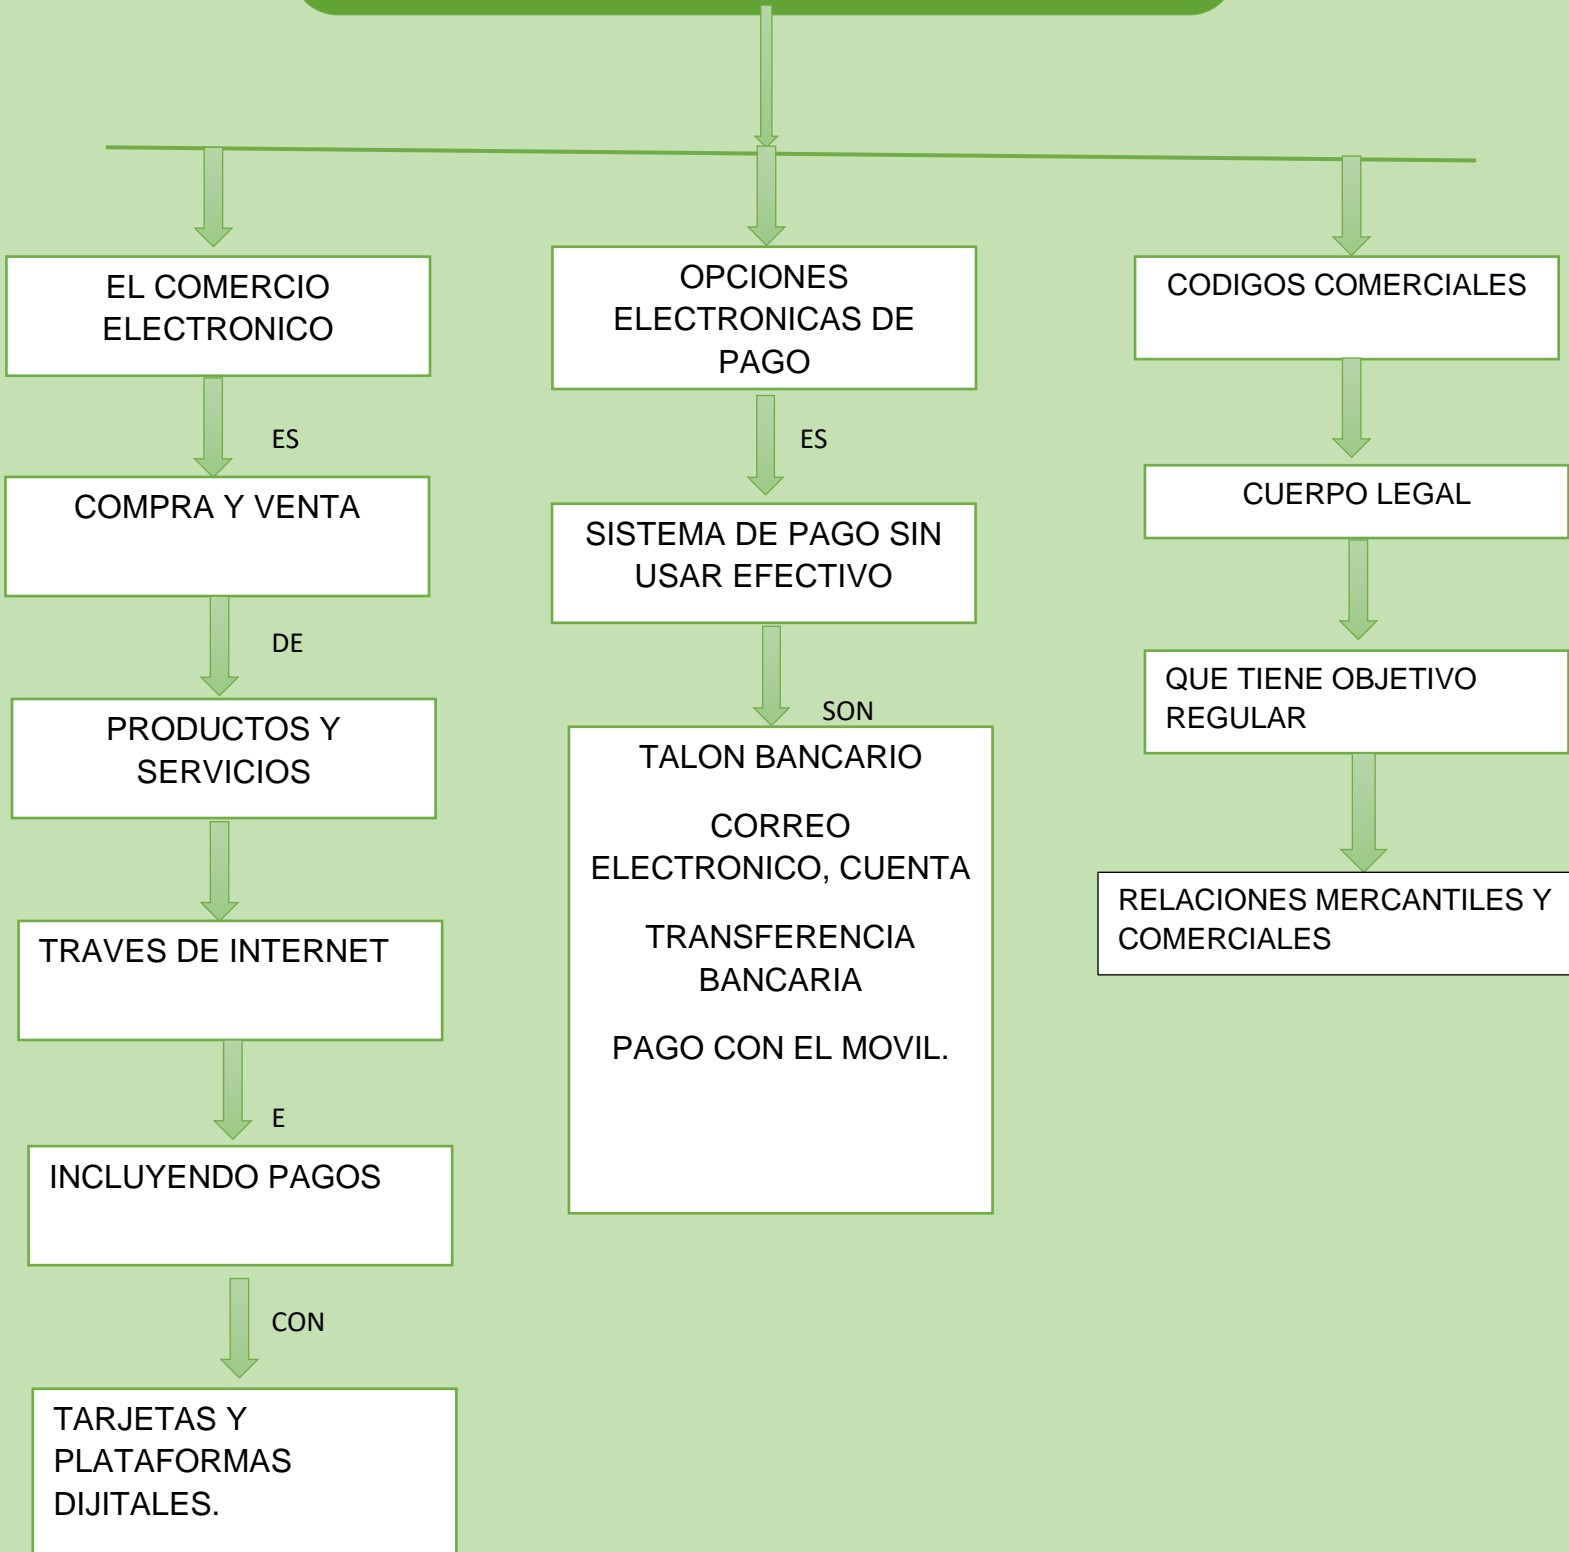 EL COMERCIO
ELECTRONICO
ES
COMPRA Y VENTA
DE
PRODUCTOS Y
SERVICIOS
TRAVES DE INTERNET
E
INCLUYENDO PAGOS
CON
TARJETAS Y
PLATAFORMAS
DIJITALES.
OPCIONES
ELECTRONICAS DE
PAGO
ES
SISTEMA DE PAGO SIN
USAR EFECTIVO
SON
TALON BANCARIO
CORREO
ELECTRONICO, CUENTA
TRANSFERENCIA
BANCARIA
PAGO CON EL MOVIL.
CODIGOS COMERCIALES
CUERPO LEGAL
QUE TIENE OBJETIVO
REGULAR
RELACIONES MERCANTILES Y
COMERCIALES